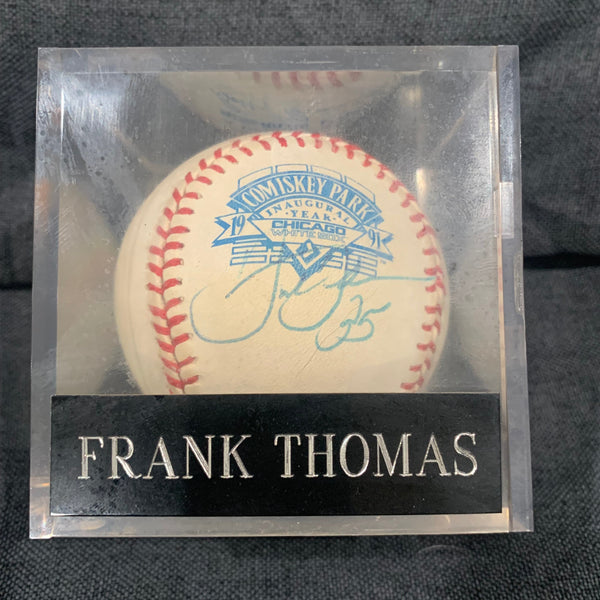 COMISKEY PARK
INAUGURAL
19 YEAR 91
CHICAGO
WHITE SOX
25
FRANK THOMAS